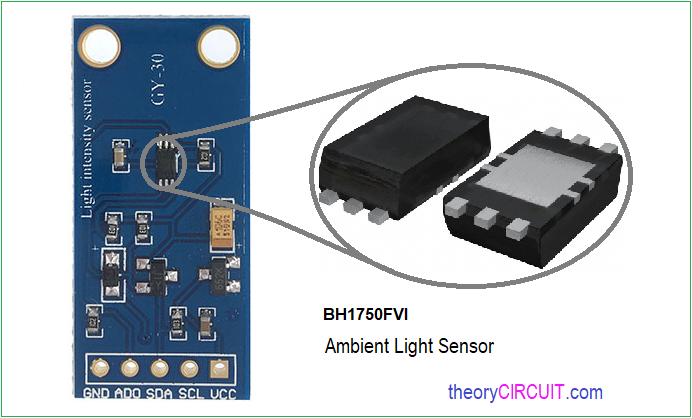 Light intensity sensor
GY-30
GND ADO SDA SCL VCC
BH1750FVI
Ambient Light Sensor
theoryCIRCUIT.com